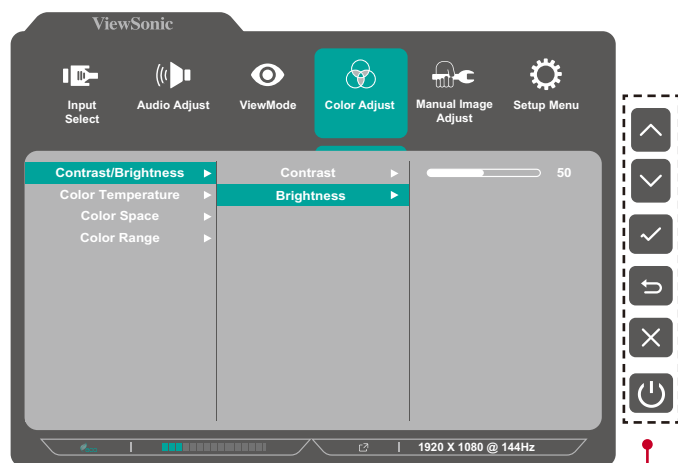 ViewSonic
Input Select
Audio Adjust
ViewMode
Color Adjust
Manual Image Adjust
Setup Menu
Contrast/Brightness
Contrast
50
Color Temperature
Brightness
Color Space
Color Range
1920 X 1080 @ 144Hz